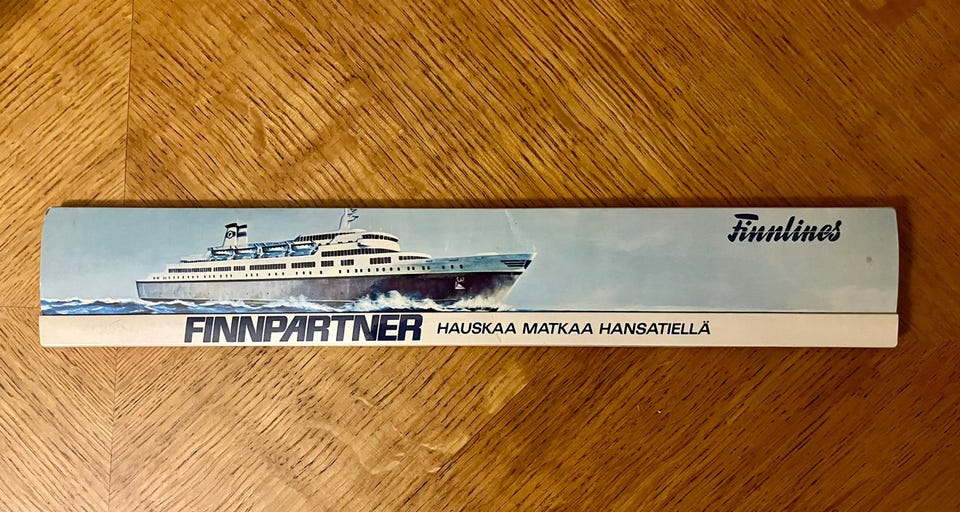 Finnlines
FINNPARTNER HAUSKAA MATKAA HANSATIELLÄ